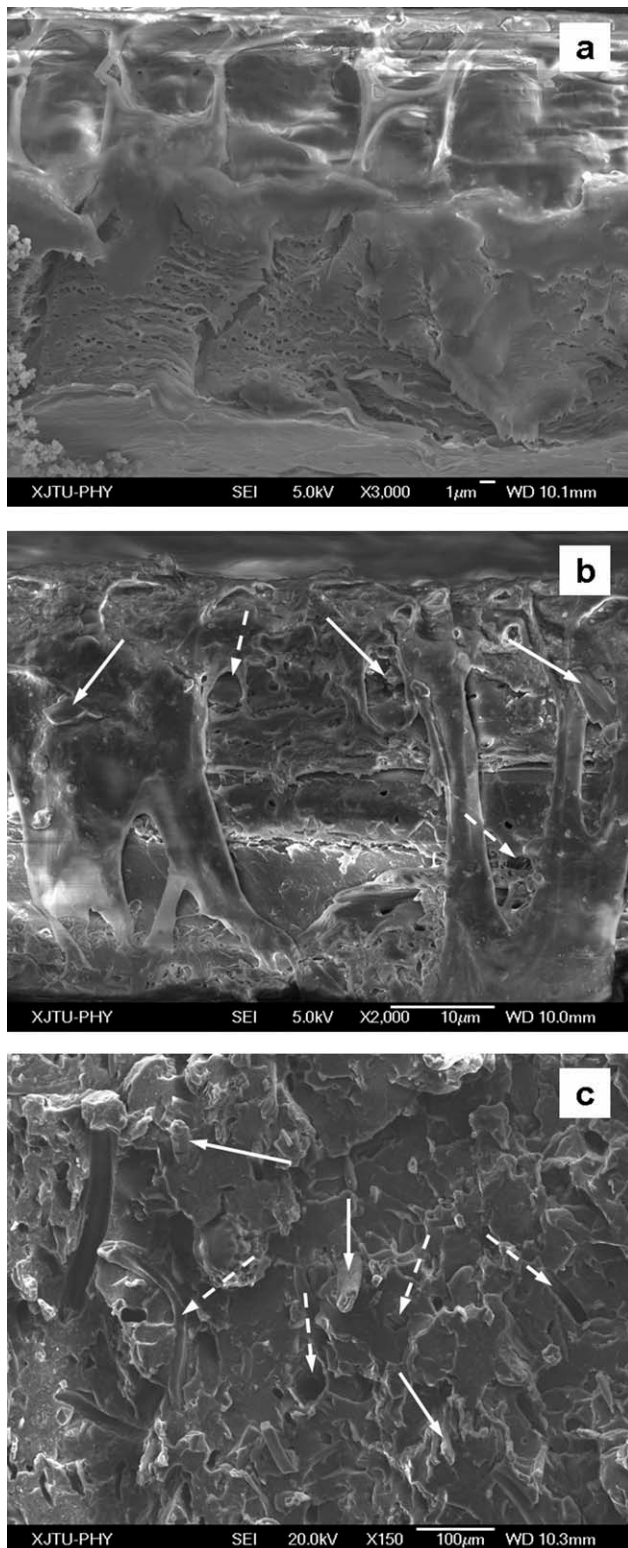 a
XJTU-PHY SEI 5.0kV X3,000 1μm WD 10.1mm
b
XJTU-PHY SEI 5.0kV X2,000 10μm WD 10.0mm
c
XJTU-PHY SEI 20.0kV X150 100μm WD 10.3mm